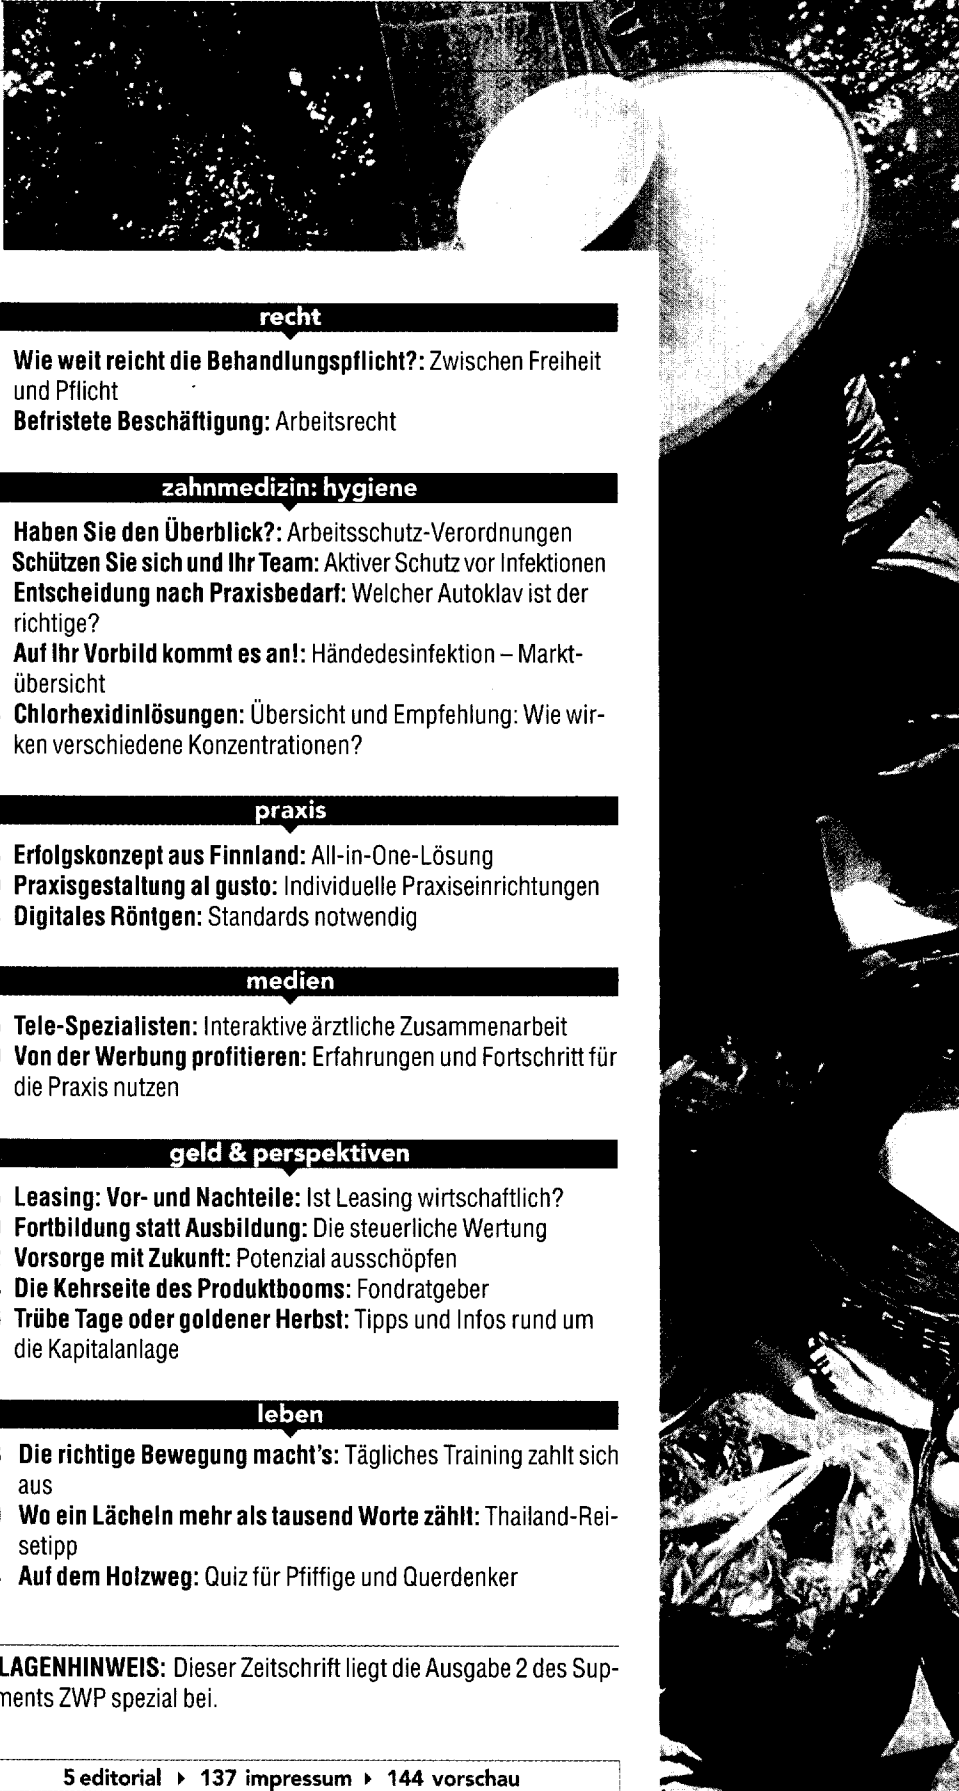 recht
Wie weit reicht die Behandlungspflicht?: Zwischen Freiheit
und Pflicht
Befristete Beschäftigung: Arbeitsrecht
zahnmedizin: hygiene
Haben Sie den Überblick?: Arbeitsschutz-Verordnungen
Schützen Sie sich und Ihr Team: Aktiver Schutz vor Infektionen
Entscheidung nach Praxisbedarf: Welcher Autoklav ist der
richtige?
Auf Ihr Vorbild kommt es an!: Händedesinfektion – Markt-
übersicht
Chlorhexidinlösungen: Übersicht und Empfehlung: Wie wir-
ken verschiedene Konzentrationen?
praxis
Erfolgskonzept aus Finnland: All-in-One-Lösung
Praxisgestaltung al gusto: Individuelle Praxiseinrichtungen
Digitales Röntgen: Standards notwendig
medien
Tele-Spezialisten: Interaktive ärztliche Zusammenarbeit
Von der Werbung profitieren: Erfahrungen und Fortschritt für
die Praxis nutzen
geld & perspektiven
Leasing: Vor- und Nachteile: Ist Leasing wirtschaftlich?
Fortbildung statt Ausbildung: Die steuerliche Wertung
Vorsorge mit Zukunft: Potenzial ausschöpfen
Die Kehrseite des Produktbooms: Fondratgeber
Trübe Tage oder goldener Herbst: Tipps und Infos rund um
die Kapitalanlage
leben
Die richtige Bewegung macht's: Tägliches Training zahlt sich
aus
Wo ein Lächeln mehr als tausend Worte zählt: Thailand-Rei-
setipp
Auf dem Holzweg: Quiz für Pfiffige und Querdenker
LAGENHINWEIS: Dieser Zeitschrift liegt die Ausgabe 2 des Sup-
ments ZWP spezial bei.
5 editorial ▸ 137 impressum ▸ 144 vorschau